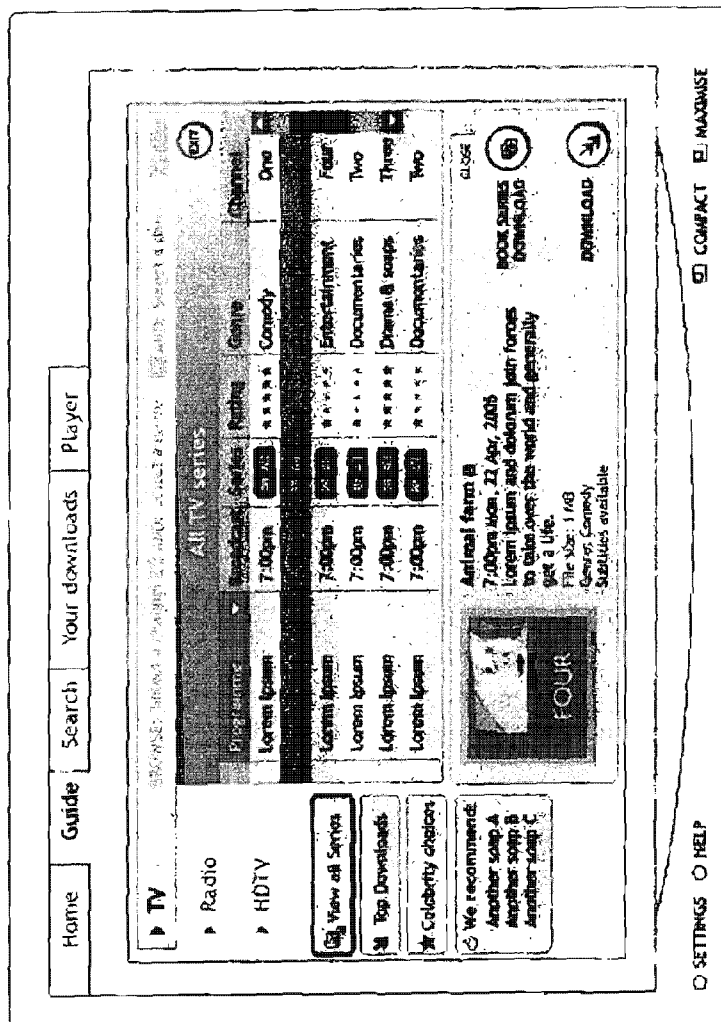 Home Guide Search Your downloads Player
TV
Radio
HDTV
View all Series
Top Downloads
Celebrity choices
We recommend:
Another soap A
Another soap B
Another soap C
All TV series
EXIT
Programme Broadcast Series Rating Genre Channel
Lorem Ipsum 7:00pm ★★★★★ Comedy One
Lorem Ipsum 7:00pm Entertainment Four
Lorem Ipsum 7:00pm Documentaries Two
Lorem Ipsum 7:00pm ★★★★★ Drama & soaps Three
Lorem Ipsum 7:00pm Documentaries Two
CLOSE
FOUR
Animal farm
7:00pm Mon, 22 Apr, 2005
Lorem ipsum and dolorum join forces
to take over the world and generally
get a life.
File size: 1 MB
Genre: Comedy
Subtitles available
BOOK SERIES
DOWNLOAD
DOWNLOAD
SETTINGS HELP COMPACT MAXIMISE